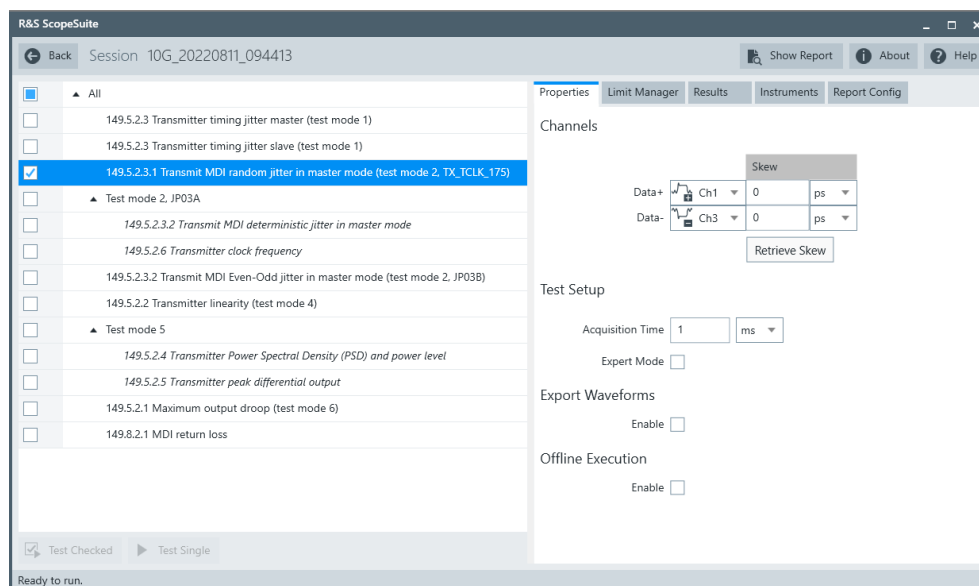 R&S ScopeSuite
Back Session 10G_20220811_094413 Show Report About Help
All
149.5.2.3 Transmitter timing jitter master (test mode 1)
149.5.2.3 Transmitter timing jitter slave (test mode 1)
149.5.2.3.1 Transmit MDI random jitter in master mode (test mode 2, TX_TCLK_175)
Test mode 2, JP03A
149.5.2.3.2 Transmit MDI deterministic jitter in master mode
149.5.2.6 Transmitter clock frequency
149.5.2.3.2 Transmit MDI Even-Odd jitter in master mode (test mode 2, JP03B)
149.5.2.2 Transmitter linearity (test mode 4)
Test mode 5
149.5.2.4 Transmitter Power Spectral Density (PSD) and power level
149.5.2.5 Transmitter peak differential output
149.5.2.1 Maximum output droop (test mode 6)
149.8.2.1 MDI return loss
Test Checked Test Single
Properties Limit Manager Results Instruments Report Config
Channels
Skew
Data+ Ch1 0 ps
Data- Ch3 0 ps
Retrieve Skew
Test Setup
Acquisition Time 1 ms
Expert Mode
Export Waveforms
Enable
Offline Execution
Enable
Ready to run.